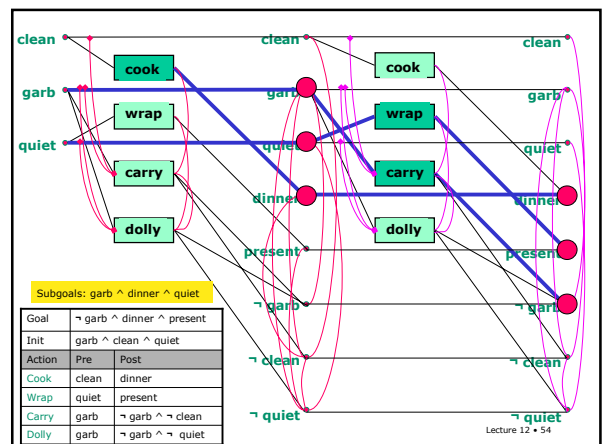 clean clean clean
cook cook
garb garb garb
wrap wrap
quiet quiet quiet
carry carry
dinner dinner
dolly dolly
present present
Subgoals: garb ^ dinner ^ quiet
¬ garb ¬ garb
Goal ¬ garb ^ dinner ^ present
Init garb ^ clean ^ quiet
Action Pre Post
¬ clean ¬ clean
Cook clean dinner
Wrap quiet present
Carry garb ¬ garb ^ ¬ clean
¬ quiet ¬ quiet
Dolly garb ¬ garb ^ ¬ quiet
Lecture 12 • 54